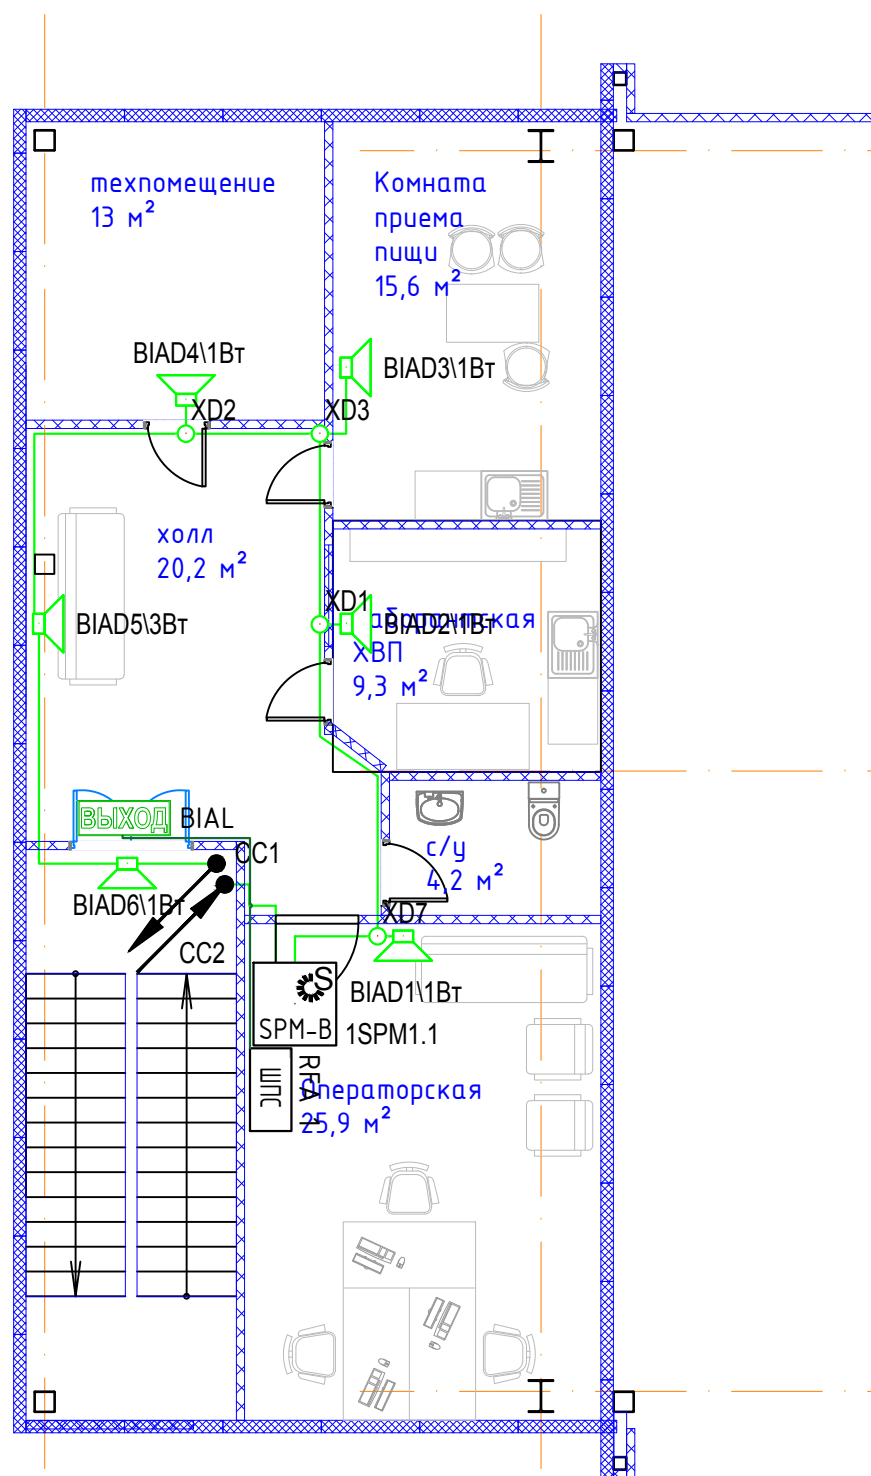 техпомещение
13 м²
Комната
приема
пищи
15,6 м²
BIAD4\1Вт
BIAD3\1Вт
XD2
XD3
холл
20,2 м²
XD1
BIAD5\3Вт
BIAD2\1Вт
ХВП
9,3 м²
ВЫХОД
BIAL
CC1
с/у
4,2 м²
BIAD6\1Вт
XD7
CC2
S
BIAD1\1Вт
SPM-B
1SPM1.1
ШПС
RFA 1
Операторская
25,9 м²